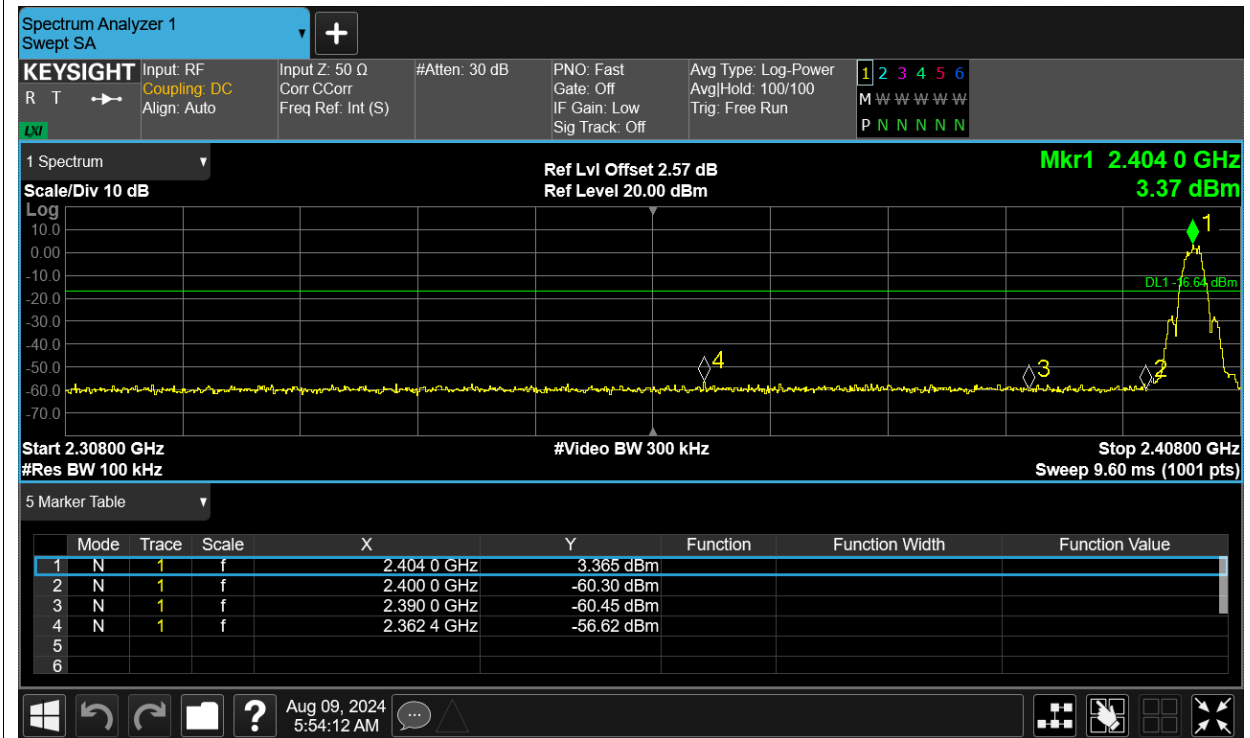 Spectrum Analyzer 1
Swept SA
KEYSIGHT
R T
LXI
Input: RF
Coupling: DC
Align: Auto
Input Z: 50 Ω
Corr CCorr
Freq Ref: Int (S)
#Atten: 30 dB
PNO: Fast
Gate: Off
IF Gain: Low
Sig Track: Off
Avg Type: Log-Power
Avg|Hold: 100/100
Trig: Free Run
1 2 3 4 5 6
M W W W W W
P N N N N N
1 Spectrum
Scale/Div 10 dB
Ref Lvl Offset 2.57 dB
Ref Level 20.00 dBm
Mkr1 2.404 0 GHz
3.37 dBm
Log
10.0
0.00
-10.0
-20.0
-30.0
-40.0
-50.0
-60.0
-70.0
1
DL1 -16.64 dBm
4
3
2
Start 2.30800 GHz
#Res BW 100 kHz
#Video BW 300 kHz
Stop 2.40800 GHz
Sweep 9.60 ms (1001 pts)
5 Marker Table
Mode Trace Scale X Y Function Function Width Function Value
1 N 1 f 2.404 0 GHz 3.365 dBm
2 N 1 f 2.400 0 GHz -60.30 dBm
3 N 1 f 2.390 0 GHz -60.45 dBm
4 N 1 f 2.362 4 GHz -56.62 dBm
5
6
?
Aug 09, 2024
5:54:12 AM